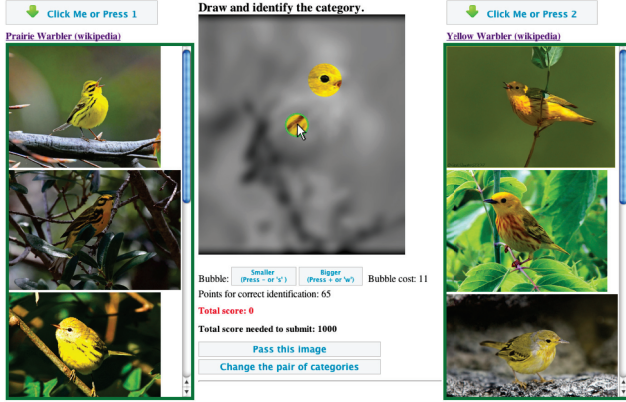 Click Me or Press 1
Prairie Warbler (wikipedia)
Draw and identify the category.
Bubble:
Smaller
(Press - or 's' )
Bigger
(Press + or 'w')
Bubble cost: 11
Points for correct identification: 65
Total score: 0
Total score needed to submit: 1000
Pass this image
Change the pair of categories
Click Me or Press 2
Yellow Warbler (wikipedia)